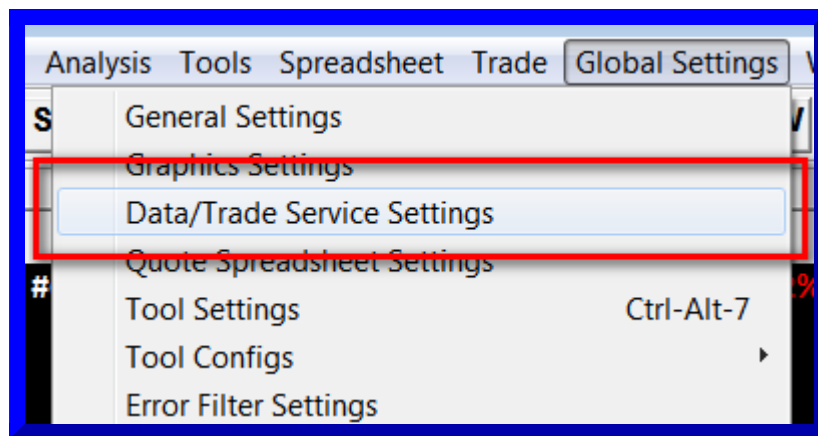 Analysis Tools Spreadsheet Trade Global Settings
S General Settings
Graphics Settings
Data/Trade Service Settings
Quote Spreadsheet Settings
# Tool Settings Ctrl-Alt-7
Tool Configs
Error Filter Settings